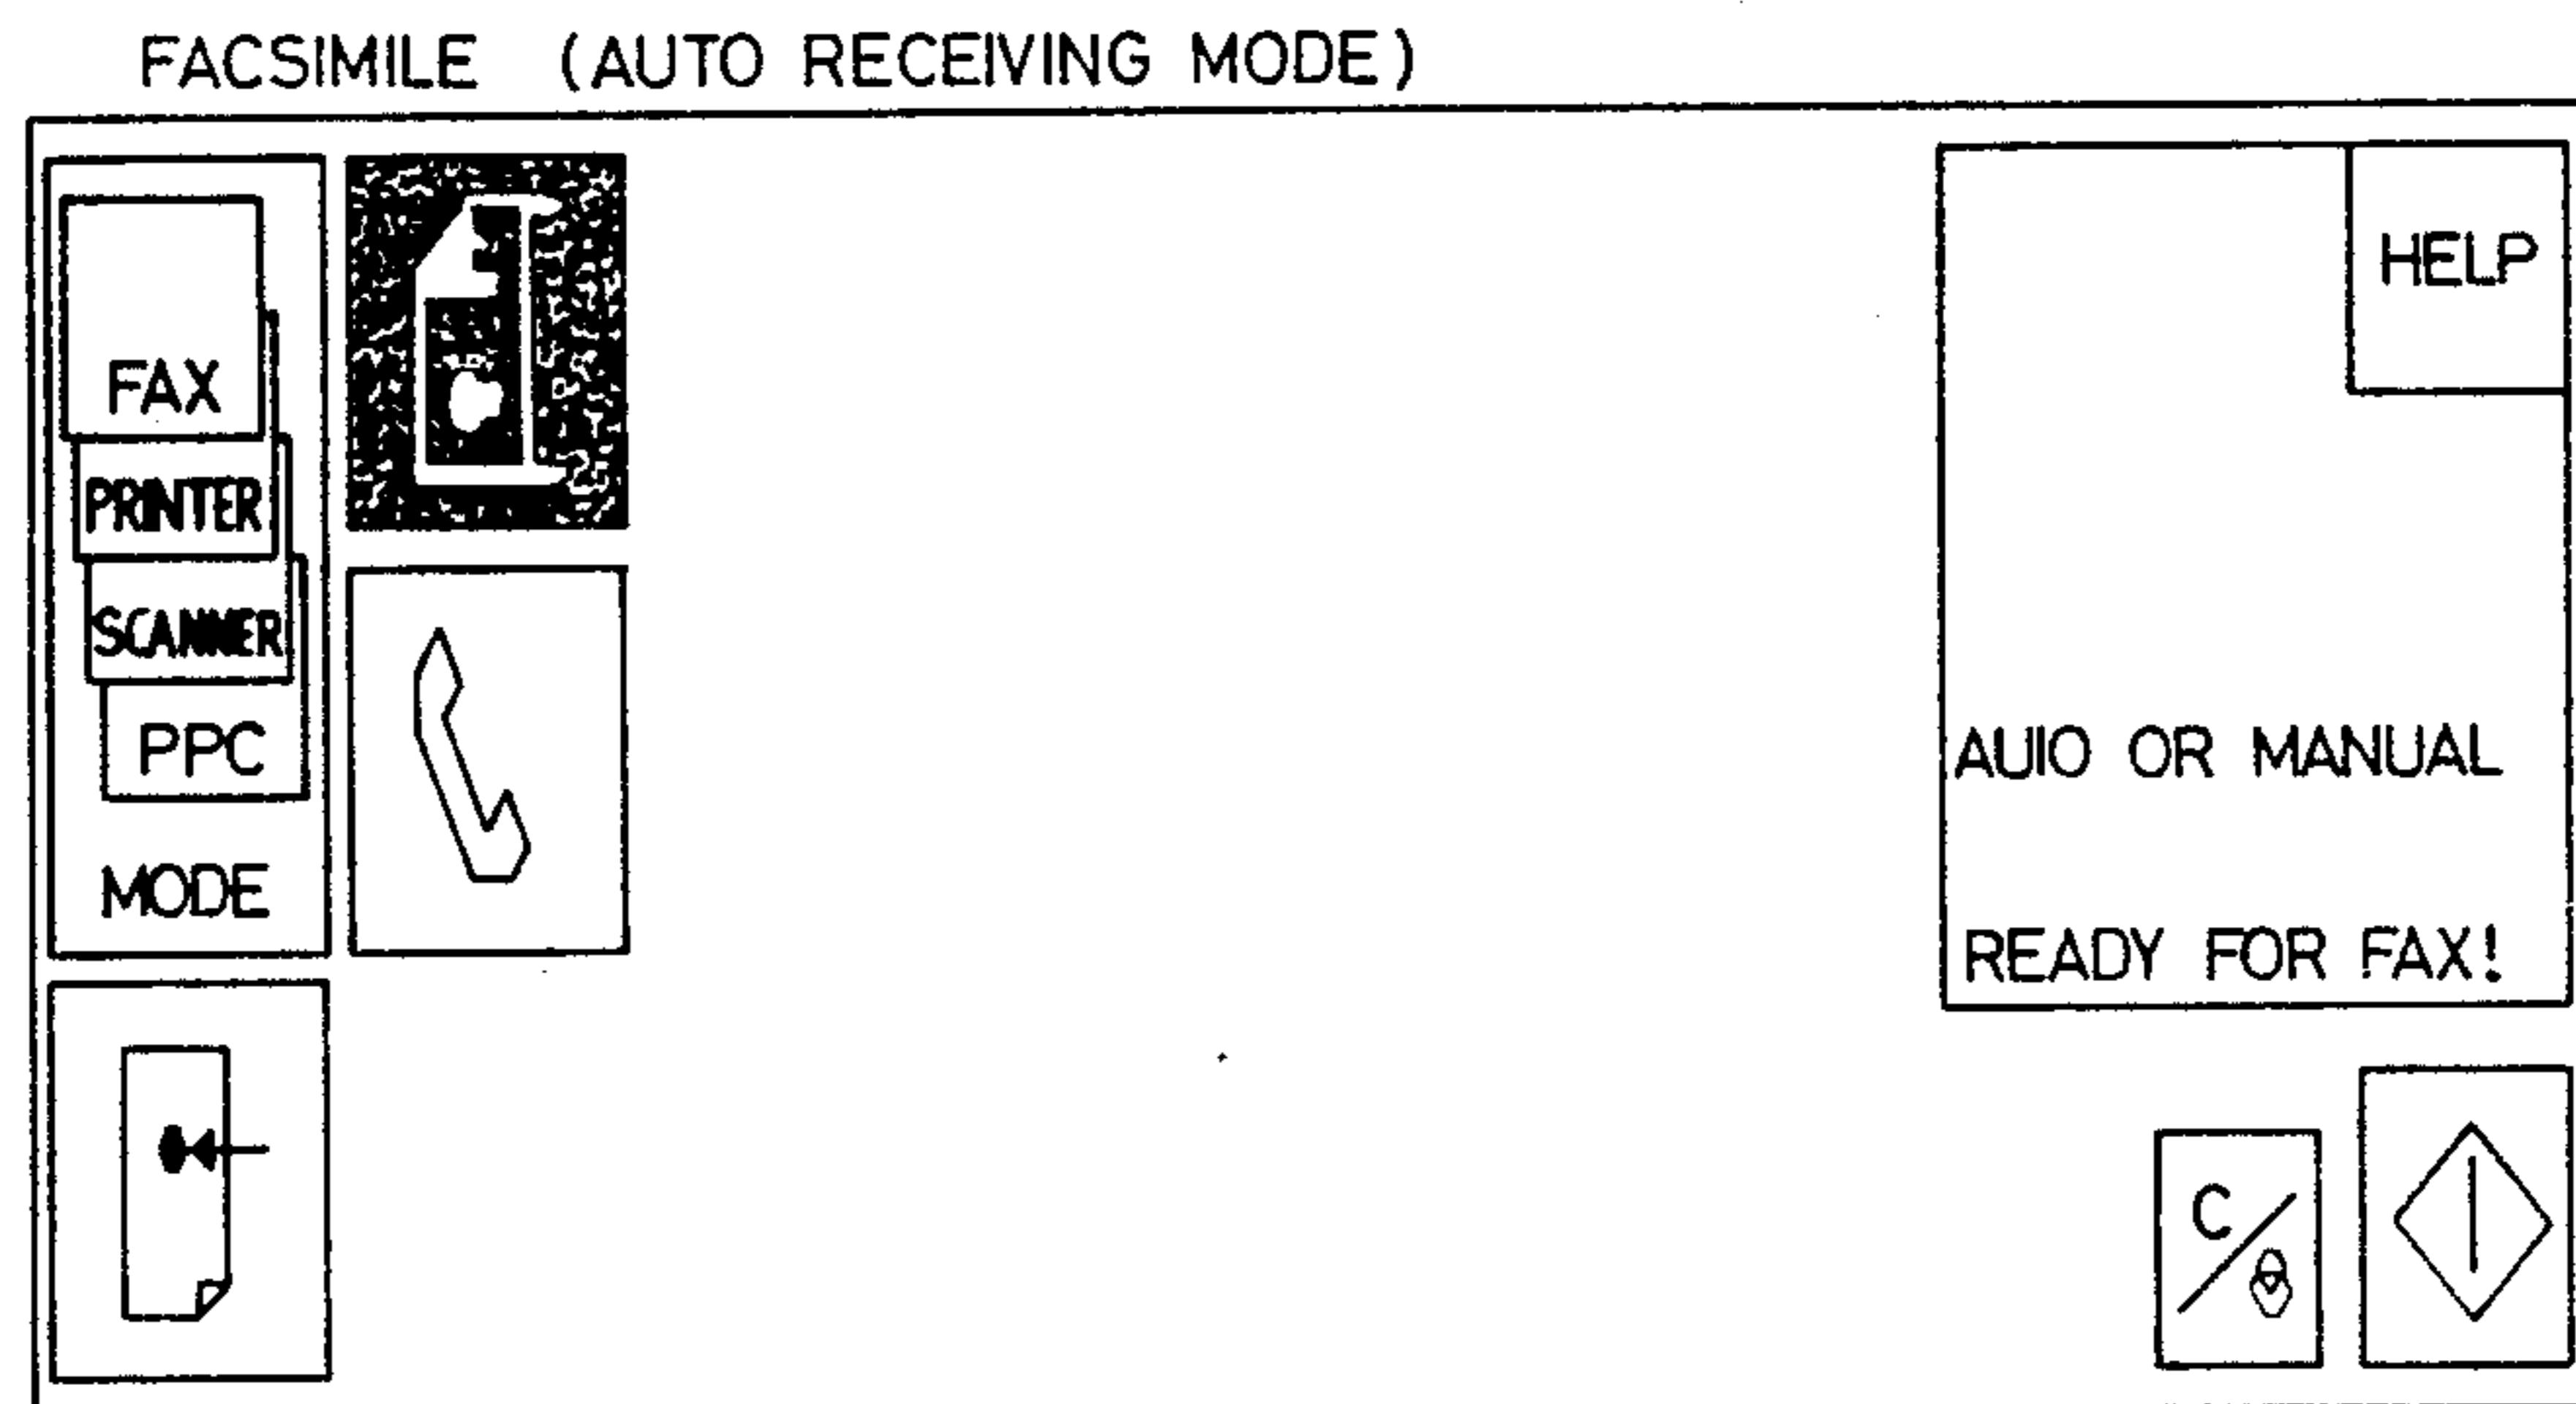 FACSIMILE (AUTO RECEIVING MODE)
FAX
PRINTER
SCANNER
PPC
MODE
HELP
AUIO OR MANUAL
READY FOR FAX!
C